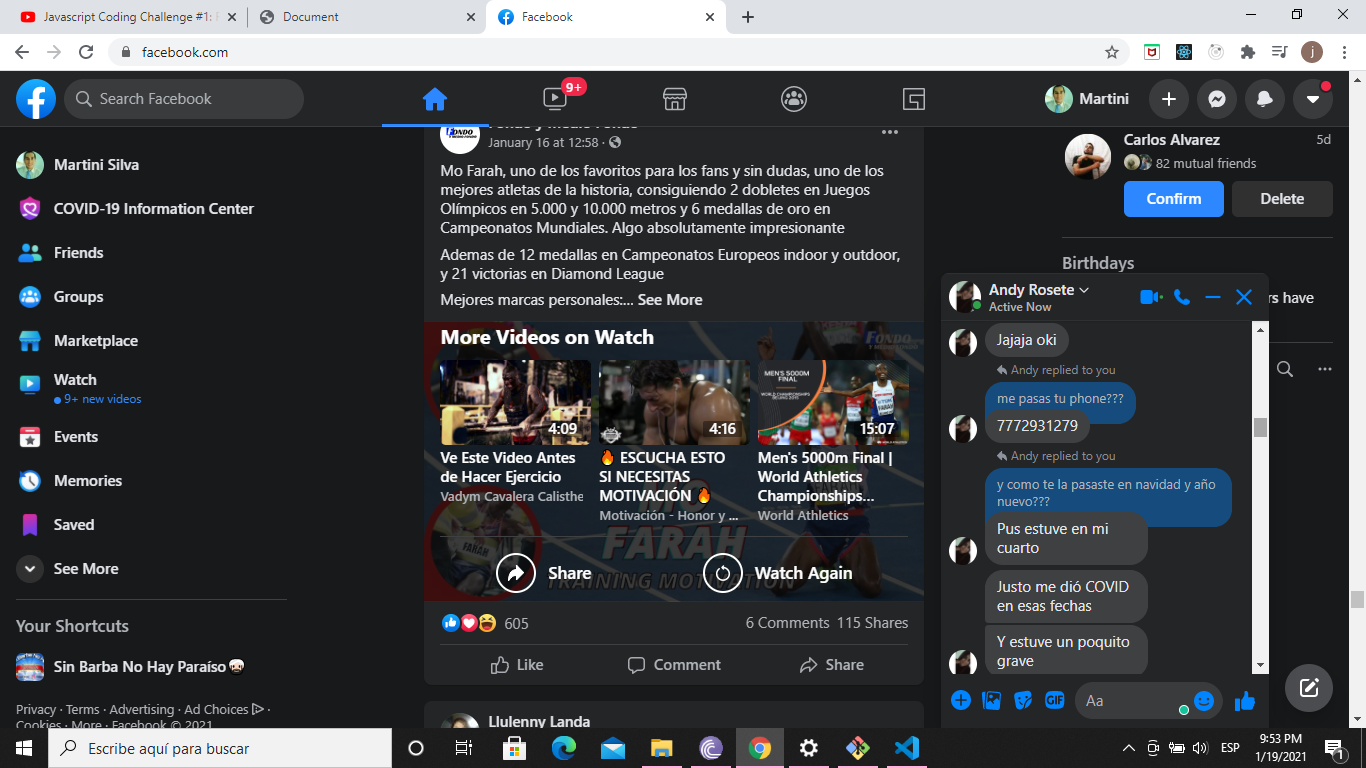 Javascript Coding Challenge #1:
Document
Facebook
facebook.com
j
Search Facebook
9+
Martini
Martini Silva
COVID-19 Information Center
Friends
Groups
Marketplace
Watch
9+ new videos
Events
Memories
Saved
See More
Your Shortcuts
Sin Barba No Hay Paraíso
Privacy · Terms · Advertising · Ad Choices ·
Cookies · More · Facebook © 2021
Fondo y Medio Fondo
January 16 at 12:58 ·
Mo Farah, uno de los favoritos para los fans y sin dudas, uno de los
mejores atletas de la historia, consiguiendo 2 dobletes en Juegos
Olímpicos en 5.000 y 10.000 metros y 6 medallas de oro en
Campeonatos Mundiales. Algo absolutamente impresionante
Ademas de 12 medallas en Campeonatos Europeos indoor y outdoor,
y 21 victorias en Diamond League
Mejores marcas personales:... See More
FONDO
More Videos on Watch
4:09
Ve Este Video Antes
de Hacer Ejercicio
Vadym Cavalera Calisthe
4:16
🔥 ESCUCHA ESTO
SI NECESITAS
MOTIVACIÓN 🔥
Motivación - Honor y ...
MEN'S 5000M
FINAL
WORLD CHAMPIONSHIPS
BEIJING 2015
15:07
Men's 5000m Final |
World Athletics
Championships...
World Athletics
MO
FARAH
TRAINING MOTIVATION
FARAH
Share
Watch Again
605
6 Comments 115 Shares
Like
Comment
Share
Llulenny Landa
Carlos Alvarez
5d
82 mutual friends
Confirm
Delete
Birthdays
rs have
Andy Rosete
Active Now
Jajaja oki
Andy replied to you
me pasas tu phone???
7772931279
Andy replied to you
y como te la pasaste en navidad y año
nuevo???
Pus estuve en mi
cuarto
Justo me dió COVID
en esas fechas
Y estuve un poquito
grave
GIF
Aa
Escribe aquí para buscar
ESP
9:53 PM
1/19/2021
1